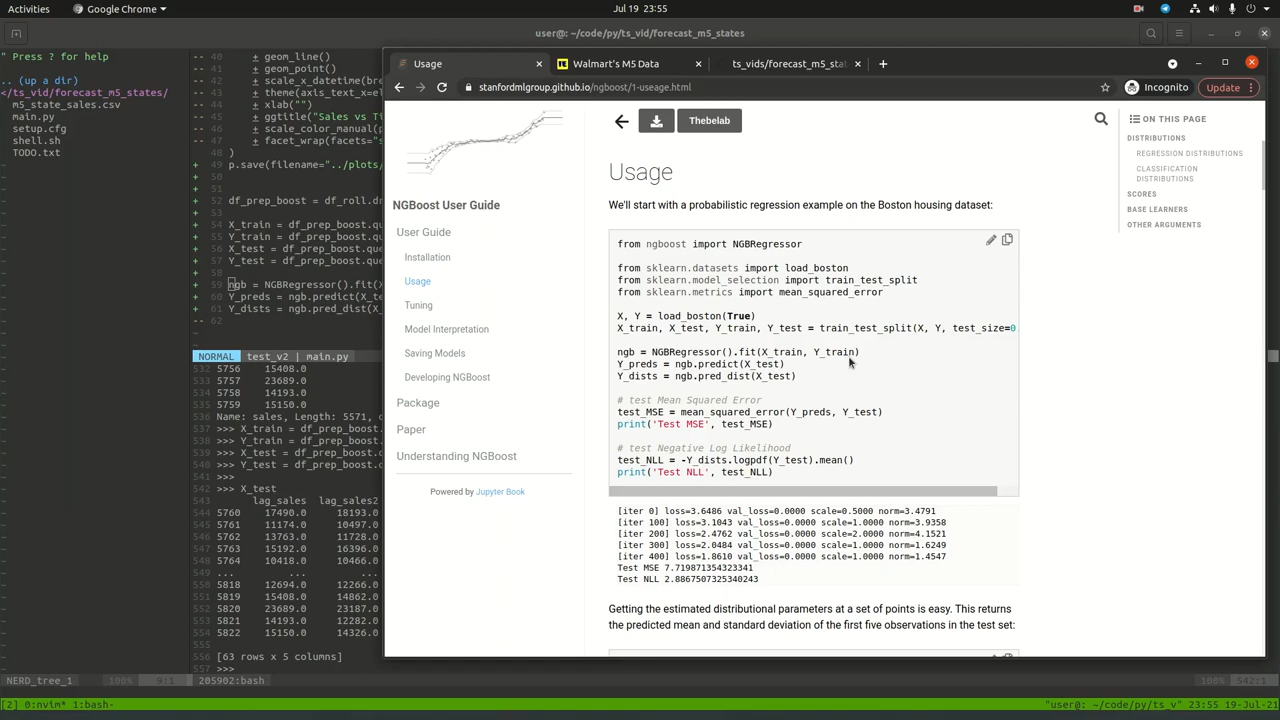 Activities
Google Chrome
Jul 19 23:55
user@: ~/code/py/ts_vid/forecast_m5_states
" Press ? for help
.. (up a dir)
</ts_vid/forecast_m5_states/
m5_state_sales.csv
main.py
setup.cfg
shell.sh
TODO.txt
-- 40 + geom_line()
-- 41 + geom_point()
-- 42 + scale_x_datetime(bre
-- 43 + theme(axis_text_x=el
-- 44 + xlab("")
-- 45 + ylab("")
-- 46 + ggtitle("Sales vs Ti
-- 47 + scale_color_manual(p
-- 48 + facet_wrap(facets="s
+ 49 )
+ 49 p.save(filename="../plots/
+ 50
+ 51
+ 52 df_prep_boost = df_roll.dr
+ 53
+ 54 X_train = df_prep_boost.qu
+ 55 Y_train = df_prep_boost.qu
+ 56 X_test = df_prep_boost.que
+ 57 Y_test = df_prep_boost.que
+ 58
+ 59 ngb = NGBRegressor().fit(X
+ 60 Y_preds = ngb.predict(X_te
+ 61 Y_dists = ngb.pred_dist(X_
-- 62
NORMAL test_v2 | main.py
532 5756 15408.0
533 5757 23689.0
534 5758 14193.0
535 5759 15150.0
536 Name: sales, Length: 5571, d
537 >>> X_train = df_prep_boost.
538 >>> Y_train = df_prep_boost.
539 >>> X_test = df_prep_boost.q
540 >>> Y_test = df_prep_boost.q
541 >>>
542 >>> X_test
543 lag_sales lag_sales2
544 5760 17490.0 18193.0
545 5761 11174.0 10497.0
546 5762 13763.0 11728.0
547 5763 15192.0 16396.0
548 5764 10418.0 10466.0
549 ... ... ...
550 5818 12694.0 12266.0
551 5819 15408.0 14862.0
552 5820 23689.0 23187.0
553 5821 14193.0 12282.0
554 5822 15150.0 14326.0
555
556 [63 rows x 5 columns]
557 >>>
NERD_tree_1 100% 9:1 205902:bash 100% 542:1
[2] 0:nvim* 1:bash- "user@: ~/code/py/ts_v" 23:55 19-Jul-21
Usage
Walmart's M5 Data
ts_vids/forecast_m5_stat
stanfordmlgroup.github.io/ngboost/1-useage.html
Incognito
Update
Thebelab
NGBoost User Guide
User Guide
Installation
Usage
Tuning
Model Interpretation
Saving Models
Developing NGBoost
Package
Paper
Understanding NGBoost
Powered by Jupyter Book
Usage
We'll start with a probabilistic regression example on the Boston housing dataset:
from ngboost import NGBRegressor
from sklearn.datasets import load_boston
from sklearn.model_selection import train_test_split
from sklearn.metrics import mean_squared_error
X, Y = load_boston(True)
X_train, X_test, Y_train, Y_test = train_test_split(X, Y, test_size=0
ngb = NGBRegressor().fit(X_train, Y_train)
Y_preds = ngb.predict(X_test)
Y_dists = ngb.pred_dist(X_test)
# test Mean Squared Error
test_MSE = mean_squared_error(Y_preds, Y_test)
print('Test MSE', test_MSE)
# test Negative Log Likelihood
test_NLL = -Y_dists.logpdf(Y_test).mean()
print('Test NLL', test_NLL)
[iter 0] loss=3.6486 val_loss=0.0000 scale=0.5000 norm=3.4791
[iter 100] loss=3.1043 val_loss=0.0000 scale=1.0000 norm=3.9358
[iter 200] loss=2.4762 val_loss=0.0000 scale=2.0000 norm=4.1521
[iter 300] loss=2.0484 val_loss=0.0000 scale=1.0000 norm=1.6249
[iter 400] loss=1.8610 val_loss=0.0000 scale=1.0000 norm=1.4547
Test MSE 7.719871354323341
Test NLL 2.8867507325340243
Getting the estimated distributional parameters at a set of points is easy. This returns
the predicted mean and standard deviation of the first five observations in the test set:
ON THIS PAGE
DISTRIBUTIONS
REGRESSION DISTRIBUTIONS
CLASSIFICATION
DISTRIBUTIONS
SCORES
BASE LEARNERS
OTHER ARGUMENTS